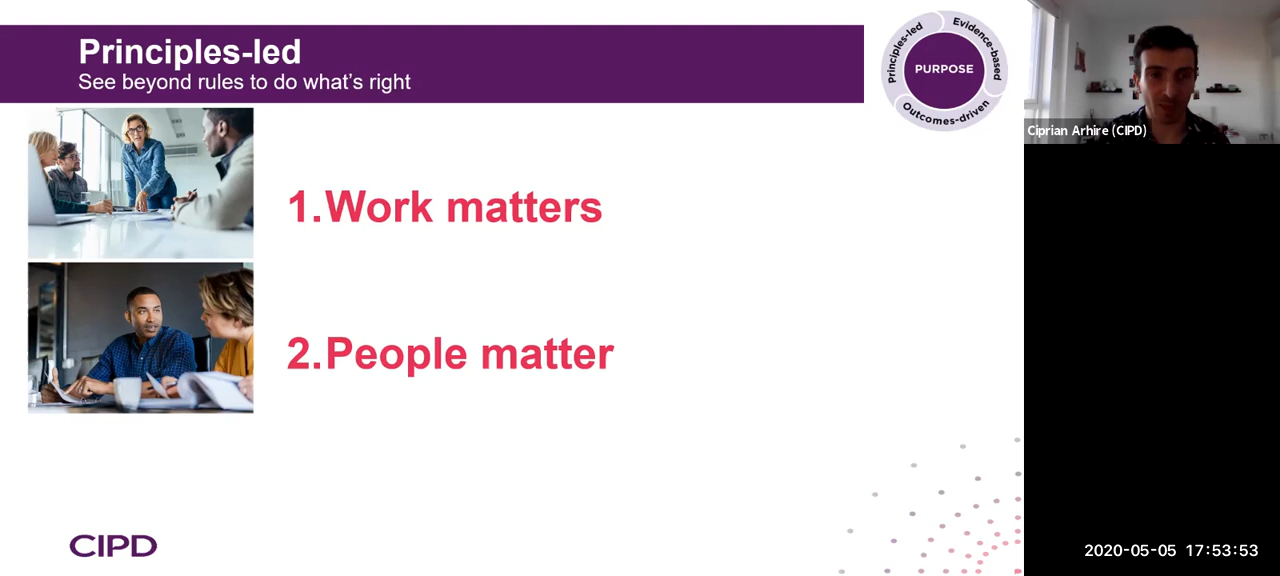 Principles-led
See beyond rules to do what's right
Principles-led
Evidence-based
PURPOSE
Outcomes-driven
Ciprian Arhire (CIPD)
1.Work matters
2.People matter
CIPD
2020-05-05 17:53:53